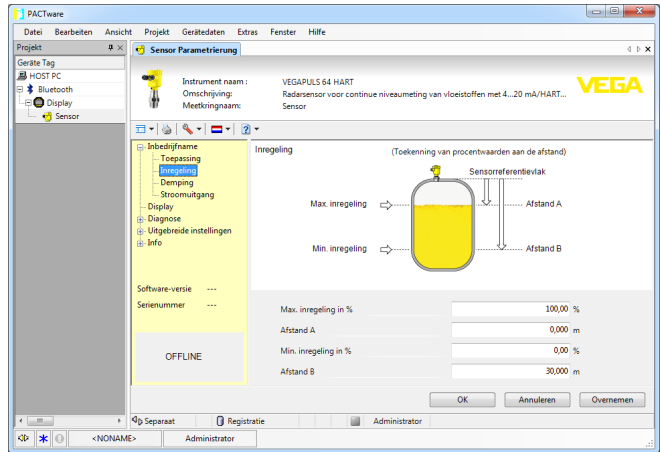 PACTware
Datei Bearbeiten Ansicht Projekt Gerätedaten Extras Fenster Hilfe
Projekt
Sensor Parametrierung
Geräte Tag
HOST PC
Bluetooth
Display
Sensor
Instrument naam : VEGAPULS 64 HART
Omschrijving: Radarsensor voor continue niveaumeting van vloeistoffen met 4...20 mA/HART...
Meetkringnaam: Sensor
VEGA
Inbedrijfname
Toepassing
Inregeling
Demping
Stroomuitgang
Display
Diagnose
Uitgebreide instellingen
Info
Software-versie ---
Serienummer ---
OFFLINE
Inregeling
(Toekenning van procentwaarden aan de afstand)
Sensorreferentievlak
Max. inregeling
Afstand A
Min. inregeling
Afstand B
Max. inregeling in % 100,00 %
Afstand A 0,000 m
Min. inregeling in % 0,00 %
Afstand B 30,000 m
OK Annuleren Overnemen
Separaat Registratie Administrator
<NONAME> Administrator